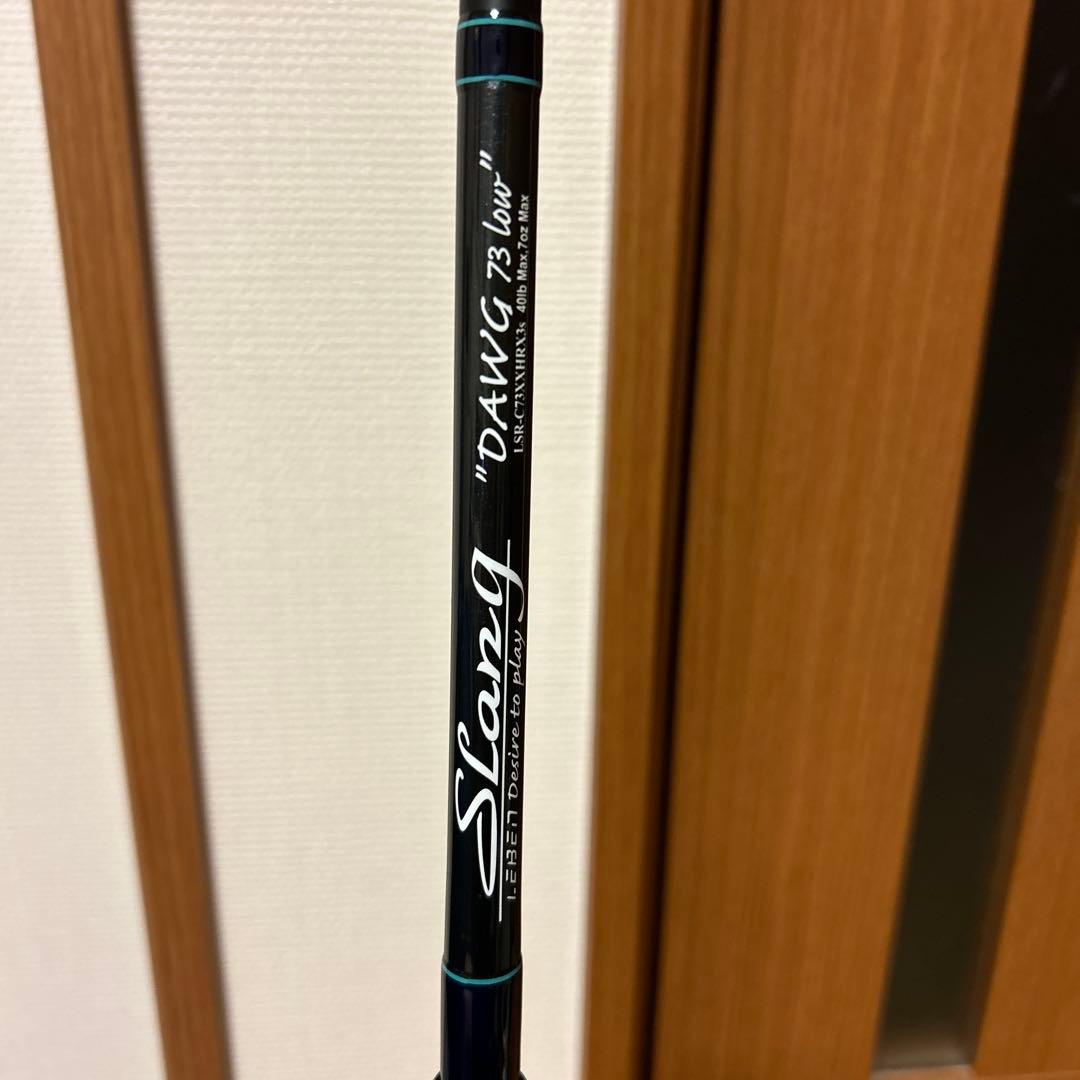 SLang
LEBEN Desire to play
"DAWG 73 low"
LSR-C73XXHRX3s 40lb Max,7oz Max